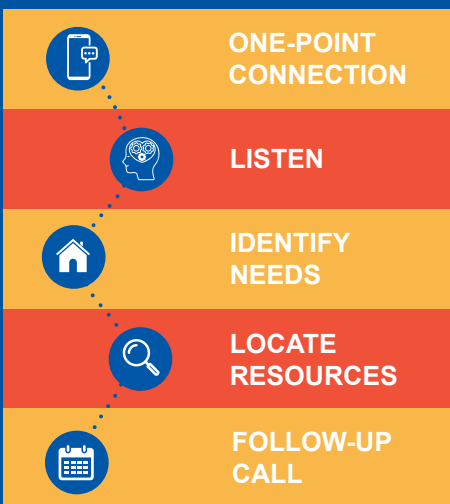 ONE-POINT
CONNECTION
LISTEN
IDENTIFY
NEEDS
LOCATE
RESOURCES
FOLLOW-UP
CALL